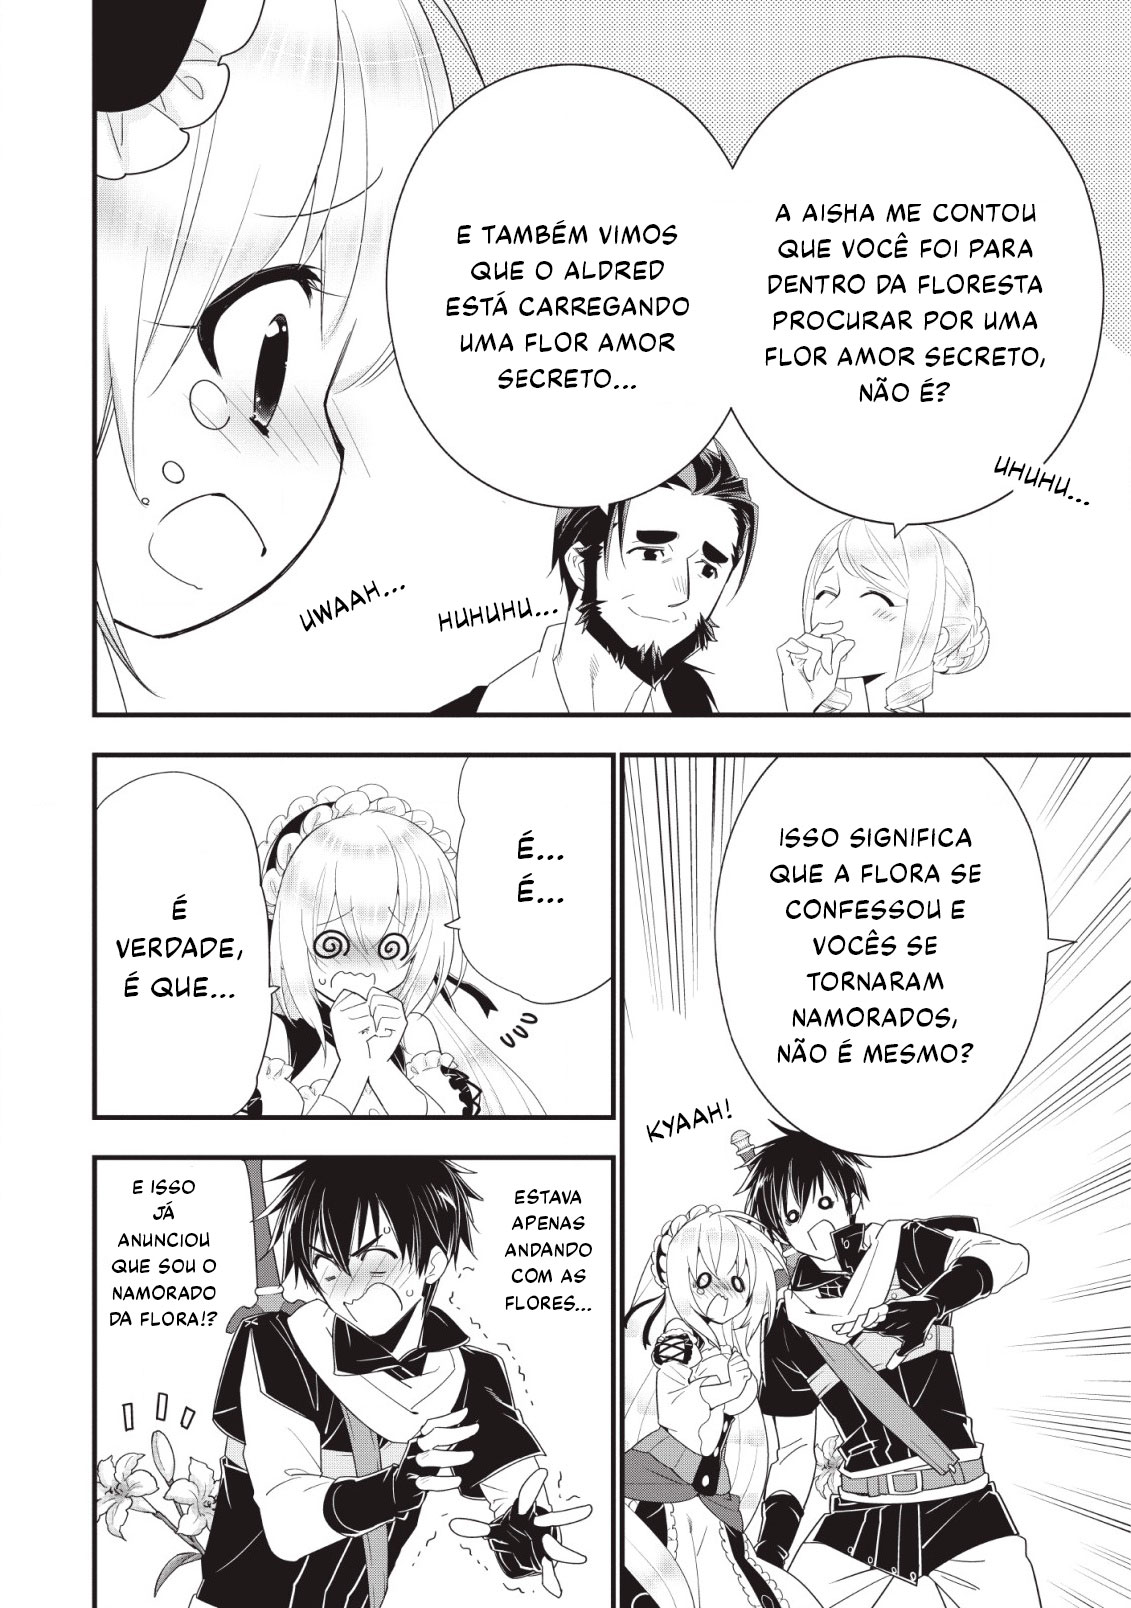 A AISHA ME CONTOU
QUE VOCÊ FOI PARA
DENTRO DA FLORESTA
PROCURAR POR UMA
FLOR AMOR SECRETO,
NÃO É?
UHUHU...
E TAMBÉM VIMOS
QUE O ALDRED
ESTÁ CARREGANDO
UMA FLOR AMOR
SECRETO...
HUHUHU...
UWAAH...
ISSO SIGNIFICA
QUE A FLORA SE
CONFESSOU E
VOCÊS SE
TORNARAM
NAMORADOS,
NÃO É MESMO?
KYAAH!
É...
É...
UUU
É
VERDADE,
É QUE...
ESTAVA
APENAS
ANDANDO
COM AS
FLORES...
E ISSO
JÁ
ANUNCIOU
QUE SOU O
NAMORADO
DA FLORA!?